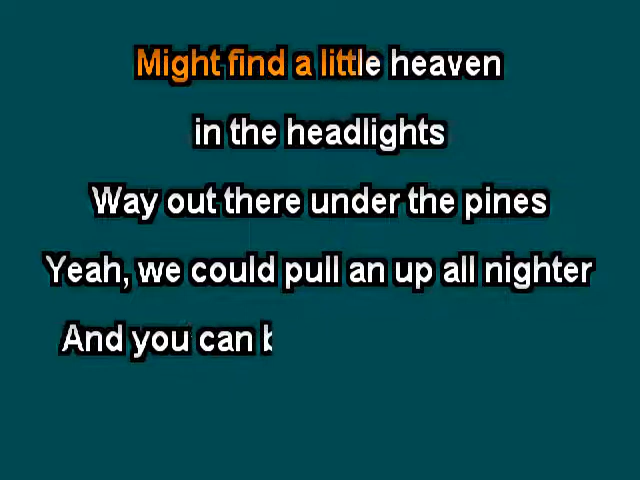 Might find a little heaven
in the headlights
Way out there under the pines
Yeah, we could pull an up all nighter
And you can